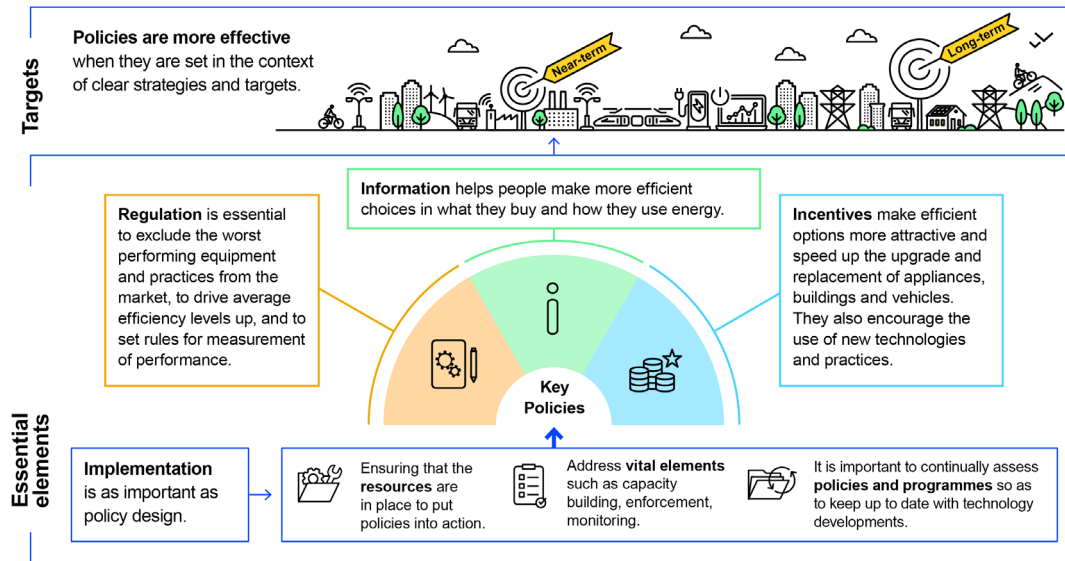 Targets
Policies are more effective
when they are set in the context
of clear strategies and targets.
Near-term
Long-term
Essential
elements
Regulation is essential
to exclude the worst
performing equipment
and practices from the
market, to drive average
efficiency levels up, and to
set rules for measurement
of performance.
Information helps people make more efficient
choices in what they buy and how they use energy.
Incentives make efficient
options more attractive and
speed up the upgrade and
replacement of appliances,
buildings and vehicles.
They also encourage the
use of new technologies
and practices.
i
Key
Policies
Implementation
is as important as
policy design.
Ensuring that the
resources are
in place to put
policies into action.
Address vital elements
such as capacity
building, enforcement,
monitoring.
It is important to continually assess
policies and programmes so as
to keep up to date with technology
developments.